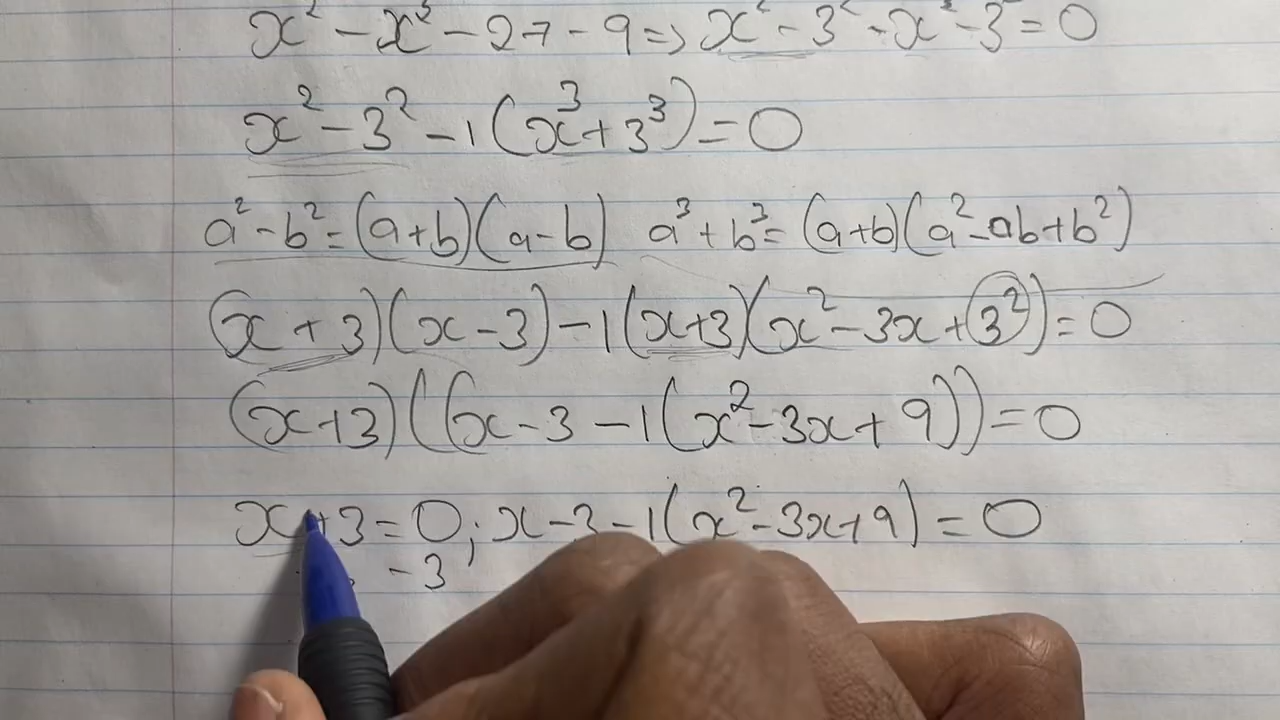 x² - x³ - 27 - 9 => x² - 3² - x³ - 3³ = 0
x² - 3² - 1(x³ + 3³) = 0
a² - b² = (a+b)(a-b) a³ + b³ = (a+b)(a² - ab + b²)
(x + 3)(x - 3) - 1(x+3)(x² - 3x + 3²) = 0
(x+3)((x - 3 - 1(x² - 3x + 9)) = 0
x + 3 = 0; x - 3 - 1(x² - 3x + 9) = 0
- 3